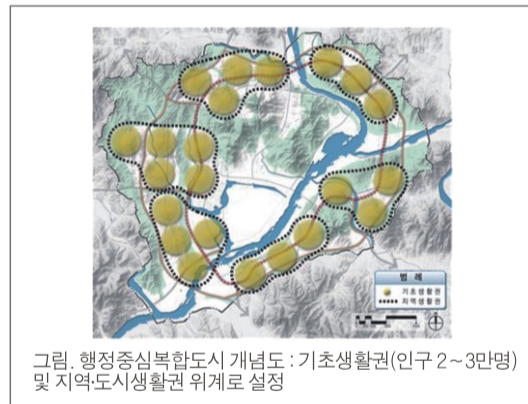 범 례
기초생활권
지역생활권
그림. 행정중심복합도시 개념도 : 기초생활권(인구 2~3만명)
및 지역·도시생활권 위계로 설정